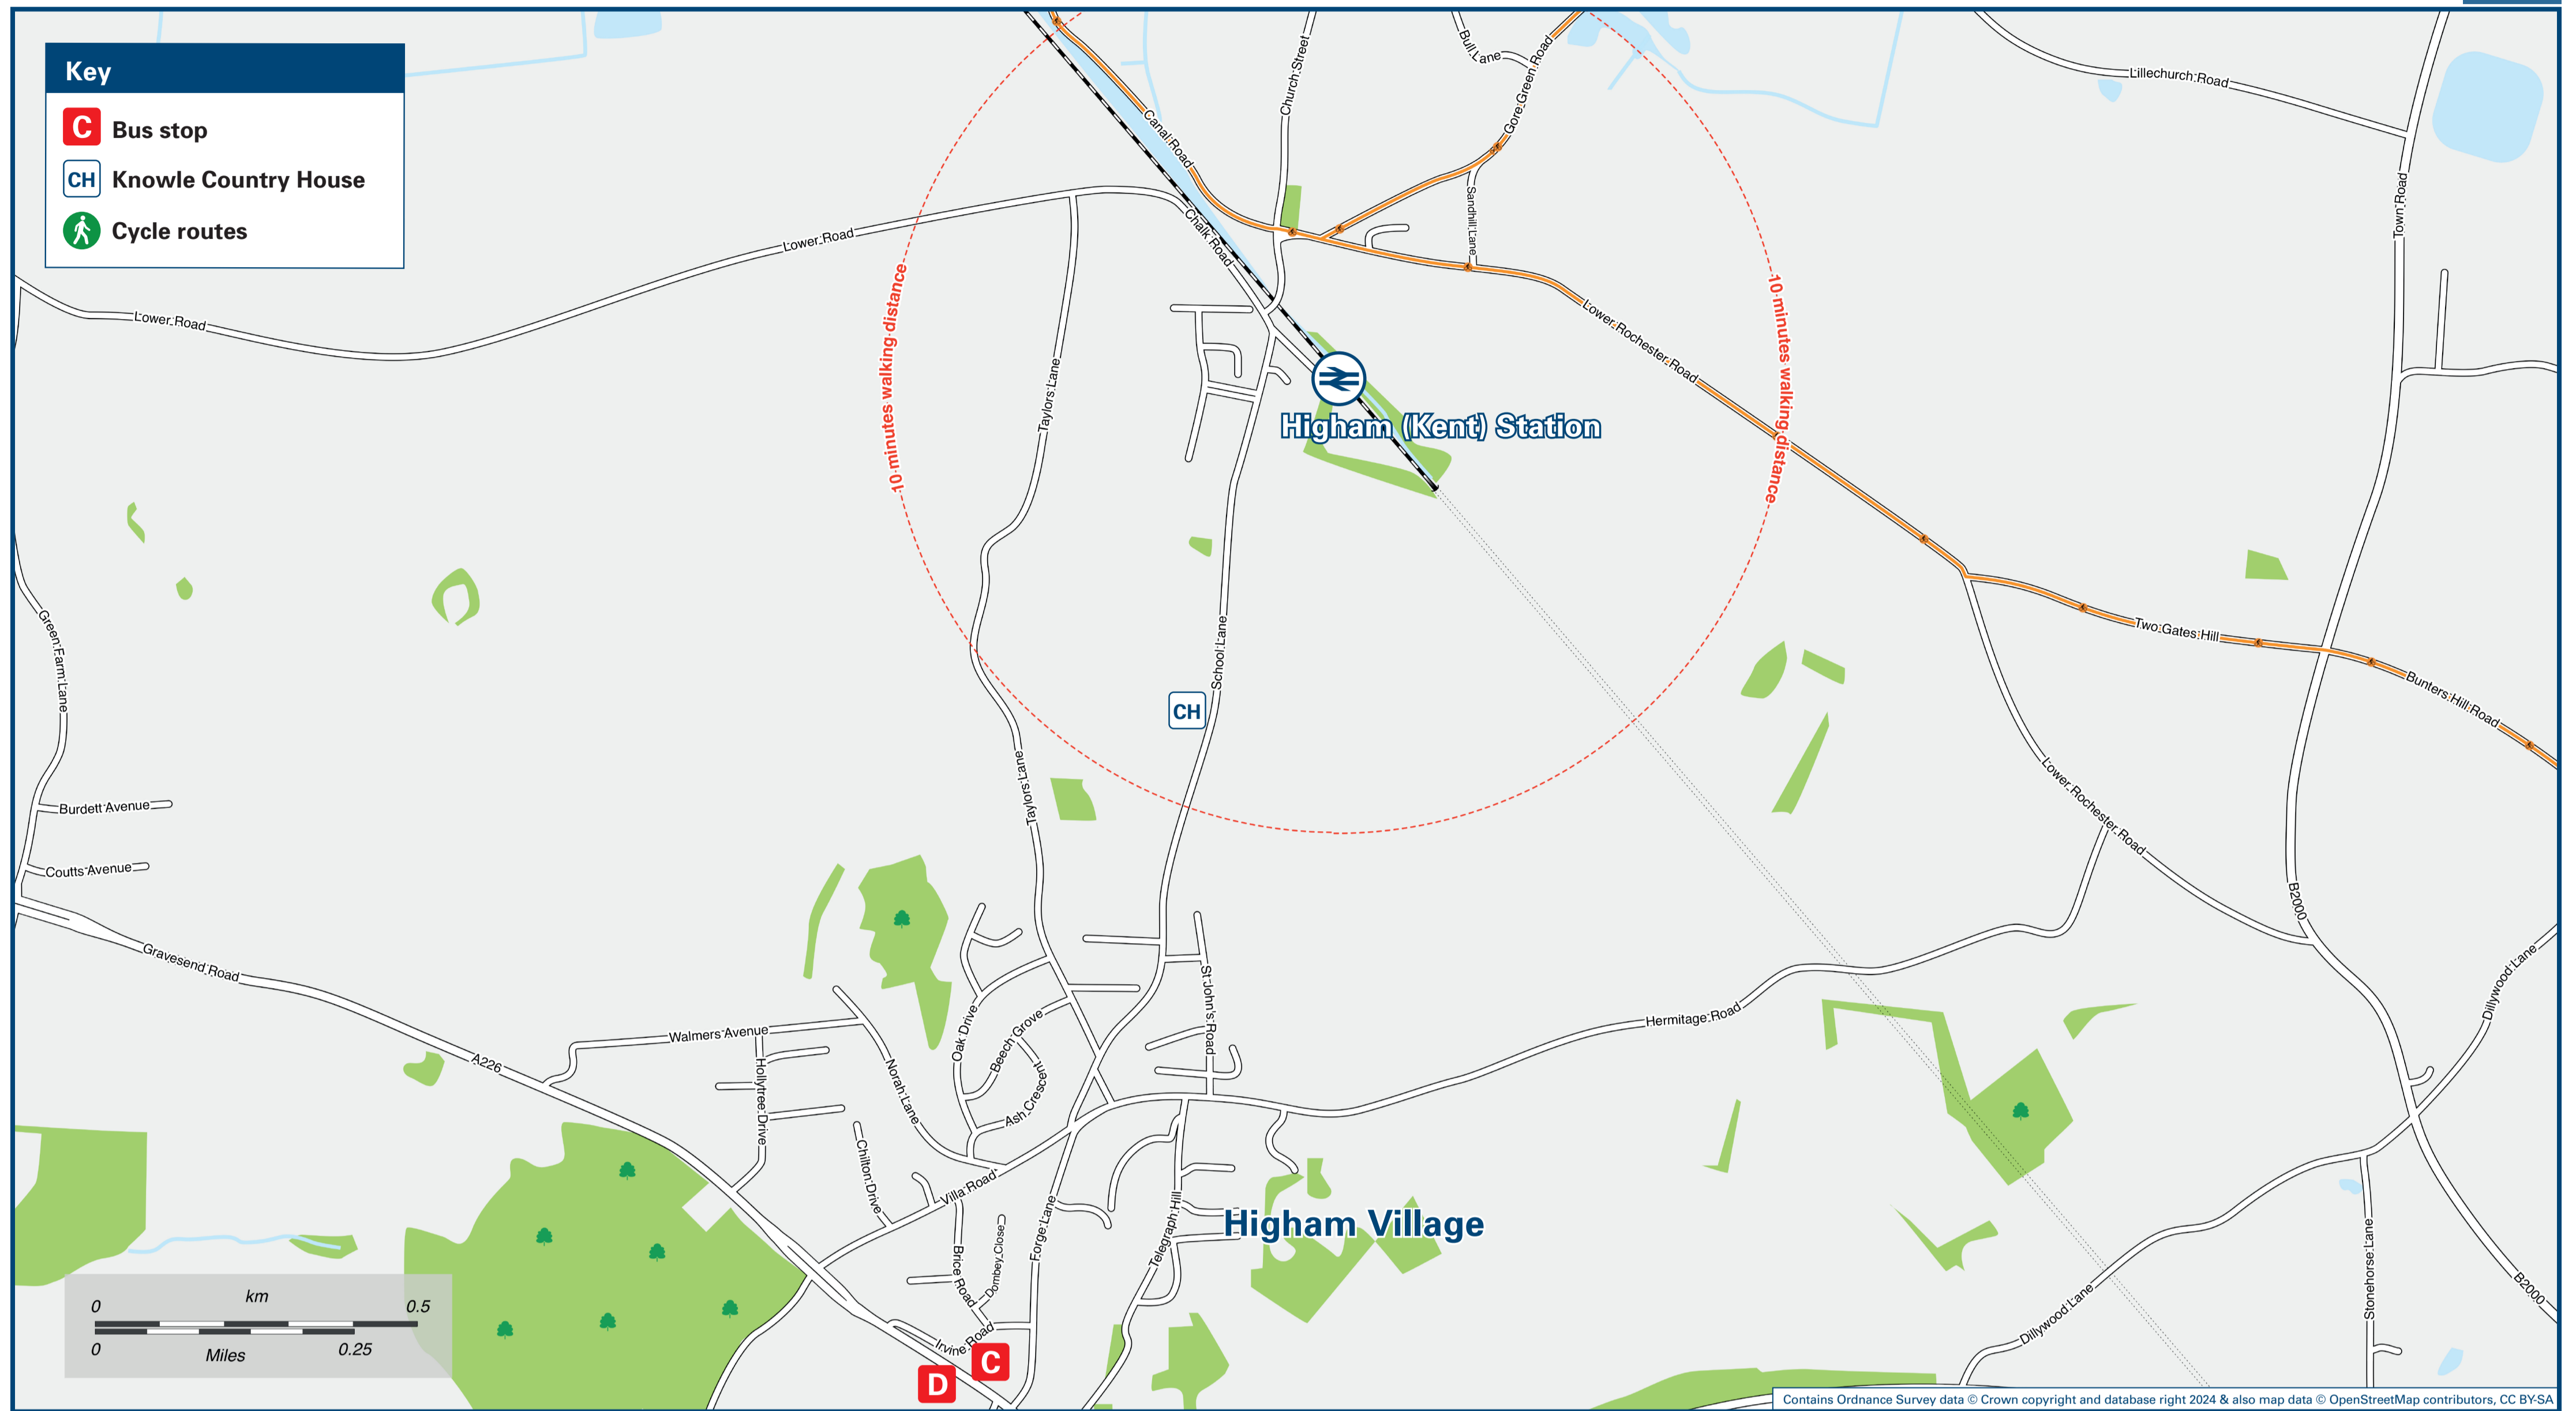 Key
C Bus stop
CH Knowle Country House
Cycle routes
Church Street
Bull Lane
Gore Green Road
Lillechurch Road
Canal Road
Town Road
Sandhill Lane
Chalk Road
Lower Road
Lower Road
10 minutes walking distance
10 minutes walking distance
Lower Rochester Road
Taylors Lane
Higham (Kent) Station
School Lane
Green Farm Lane
Two Gates Hill
Bunters Hill Road
CH
Taylors Lane
Lower Rochester Road
Burdett Avenue
Coutts Avenue
B2000
Gravesend Road
St John's Road
Dillywood Lane
Hermitage Road
Oak Drive
Beech Grove
Walmers Avenue
A226
Hollytree Drive
Norah Lane
Ash Crescent
Chilton Drive
Villa Road
Higham Village
Forge Lane
Telegraph Hill
Brice Road
Dombey Close
Stonehorse Lane
B2000
Dillywood Lane
Irvine Road
C
D
km
0 0.5
0 0.25
Miles
Contains Ordnance Survey data © Crown copyright and database right 2024 & also map data © OpenStreetMap contributors, CC BY-SA